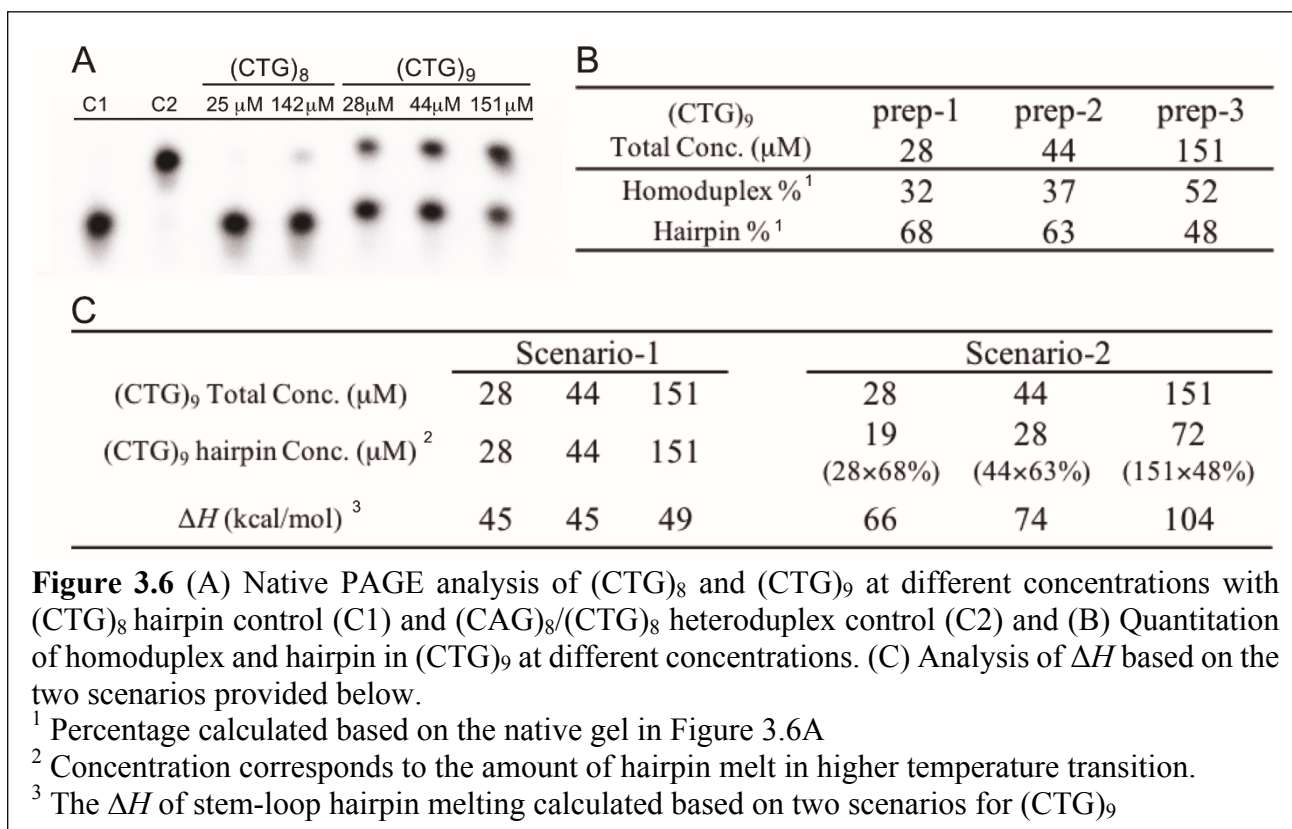 A
(CTG)₈ (CTG)₉
C1 C2 25 μM 142μM 28μM 44μM 151μM
B
(CTG)₉ prep-1 prep-2 prep-3
Total Conc. (μM) 28 44 151
Homoduplex %¹ 32 37 52
Hairpin %¹ 68 63 48
C
Scenario-1 Scenario-2
(CTG)₉ Total Conc. (μM) 28 44 151 28 44 151
(CTG)₉ hairpin Conc. (μM) ² 28 44 151 19 28 72
(28×68%) (44×63%) (151×48%)
ΔH (kcal/mol) ³ 45 45 49 66 74 104
Figure 3.6 (A) Native PAGE analysis of (CTG)₈ and (CTG)₉ at different concentrations with
(CTG)₈ hairpin control (C1) and (CAG)₈/(CTG)₈ heteroduplex control (C2) and (B) Quantitation
of homoduplex and hairpin in (CTG)₉ at different concentrations. (C) Analysis of ΔH based on the
two scenarios provided below.
¹ Percentage calculated based on the native gel in Figure 3.6A
² Concentration corresponds to the amount of hairpin melt in higher temperature transition.
³ The ΔH of stem-loop hairpin melting calculated based on two scenarios for (CTG)₉